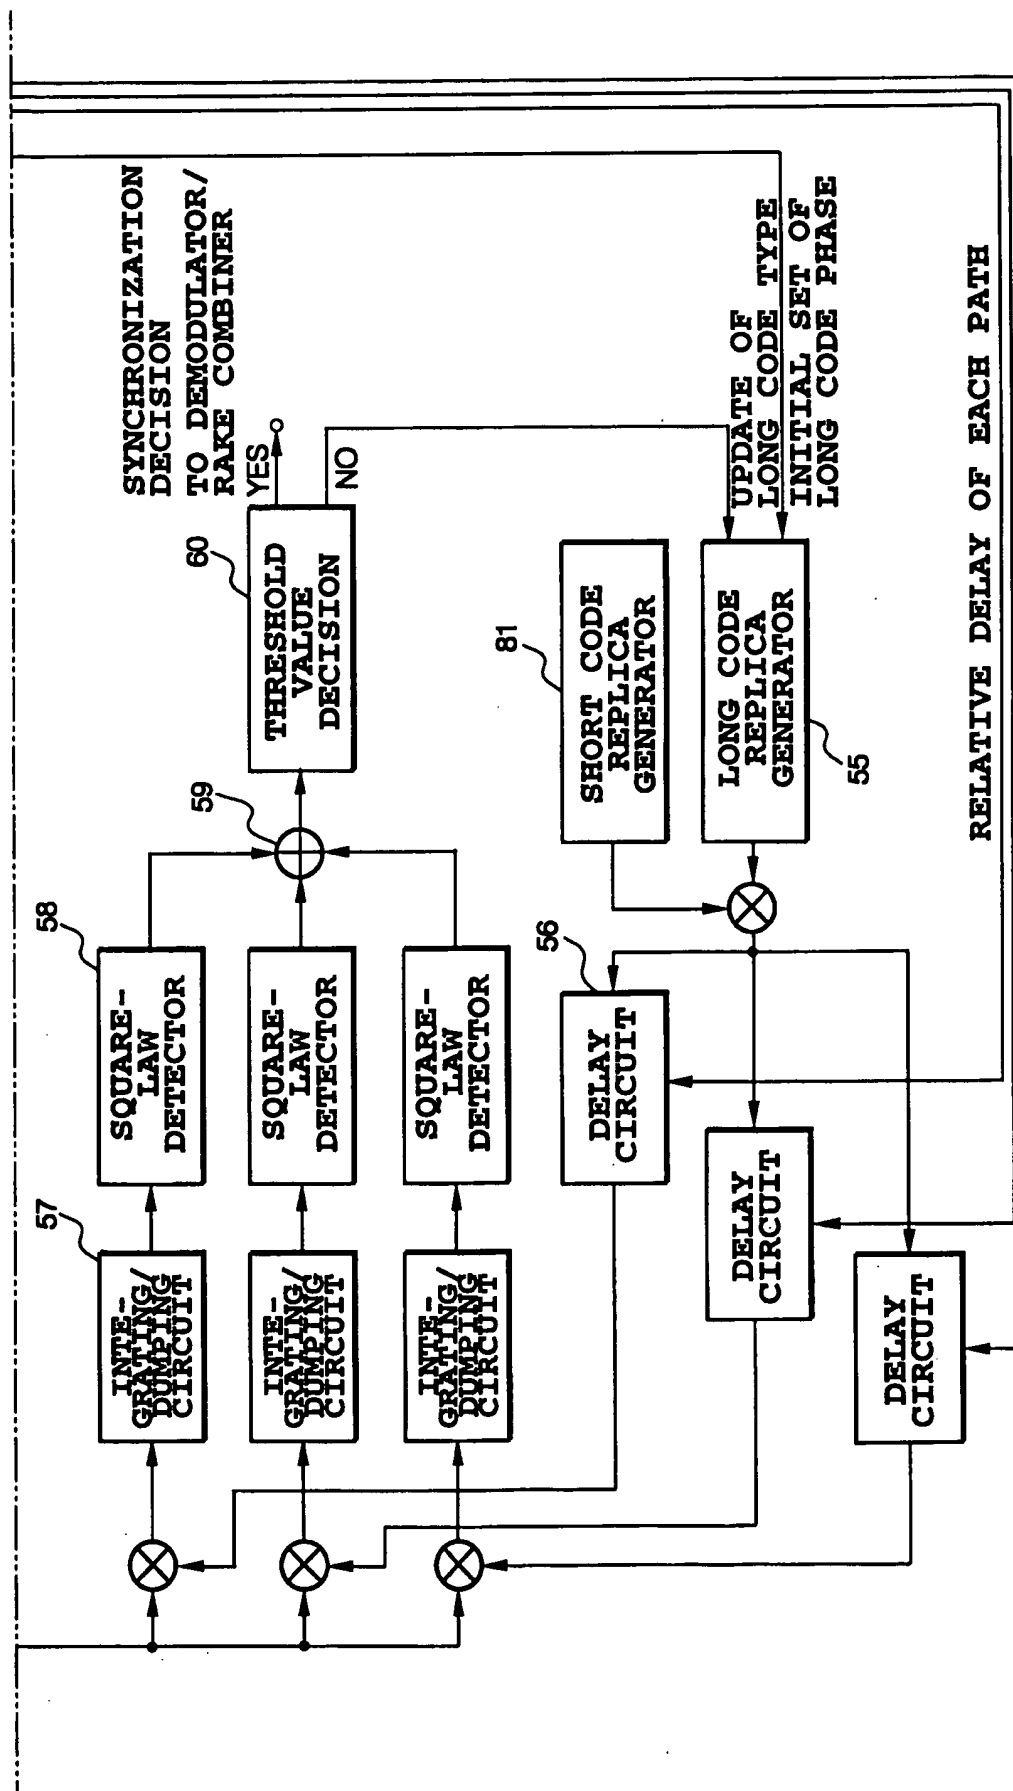 SYNCHRONIZATION
DECISION
TO DEMODULATOR/
RAKE COMBINER
57
INTE-
GRATING/
DUMPING/
CIRCUIT
58
SQUARE-
LAW
DETECTOR
59
60
THRESHOLD
VALUE
DECISION
YES
NO
INTE-
GRATING/
DUMPING/
CIRCUIT
SQUARE-
LAW
DETECTOR
INTE-
GRATING/
DUMPING/
CIRCUIT
SQUARE-
LAW
DETECTOR
56
DELAY
CIRCUIT
81
SHORT CODE
REPLICA
GENERATOR
DELAY
CIRCUIT
LONG CODE
REPLICA
GENERATOR
55
UPDATE OF
LONG CODE TYPE
INITIAL SET OF
LONG CODE PHASE
DELAY
CIRCUIT
RELATIVE DELAY OF EACH PATH